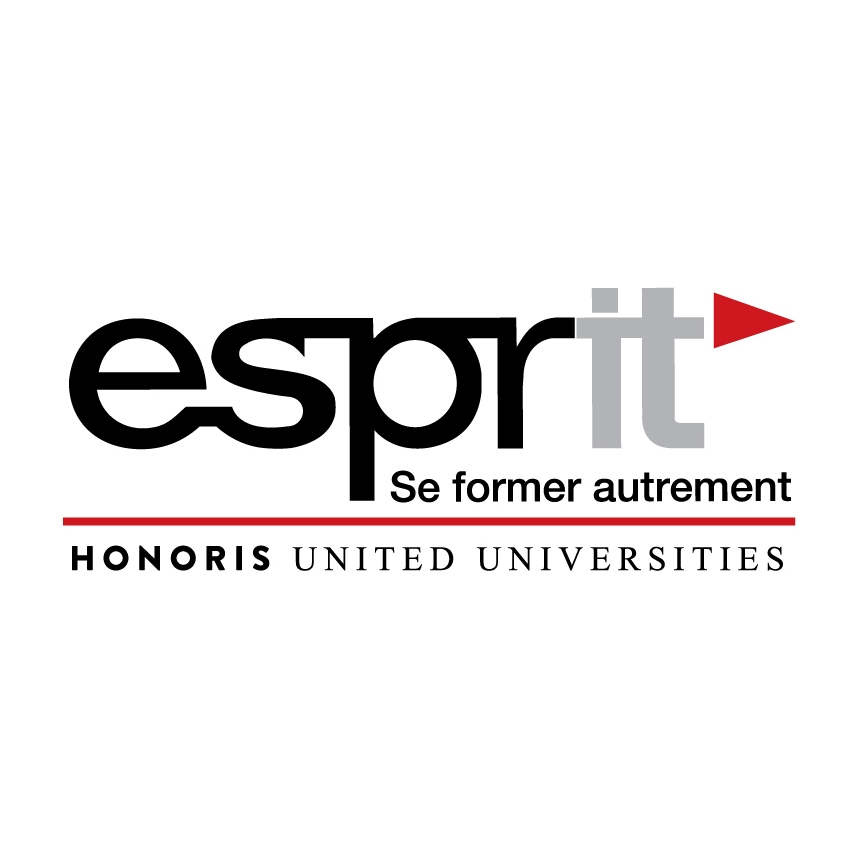 esprit
Se former autrement
HONORIS UNITED UNIVERSITIES